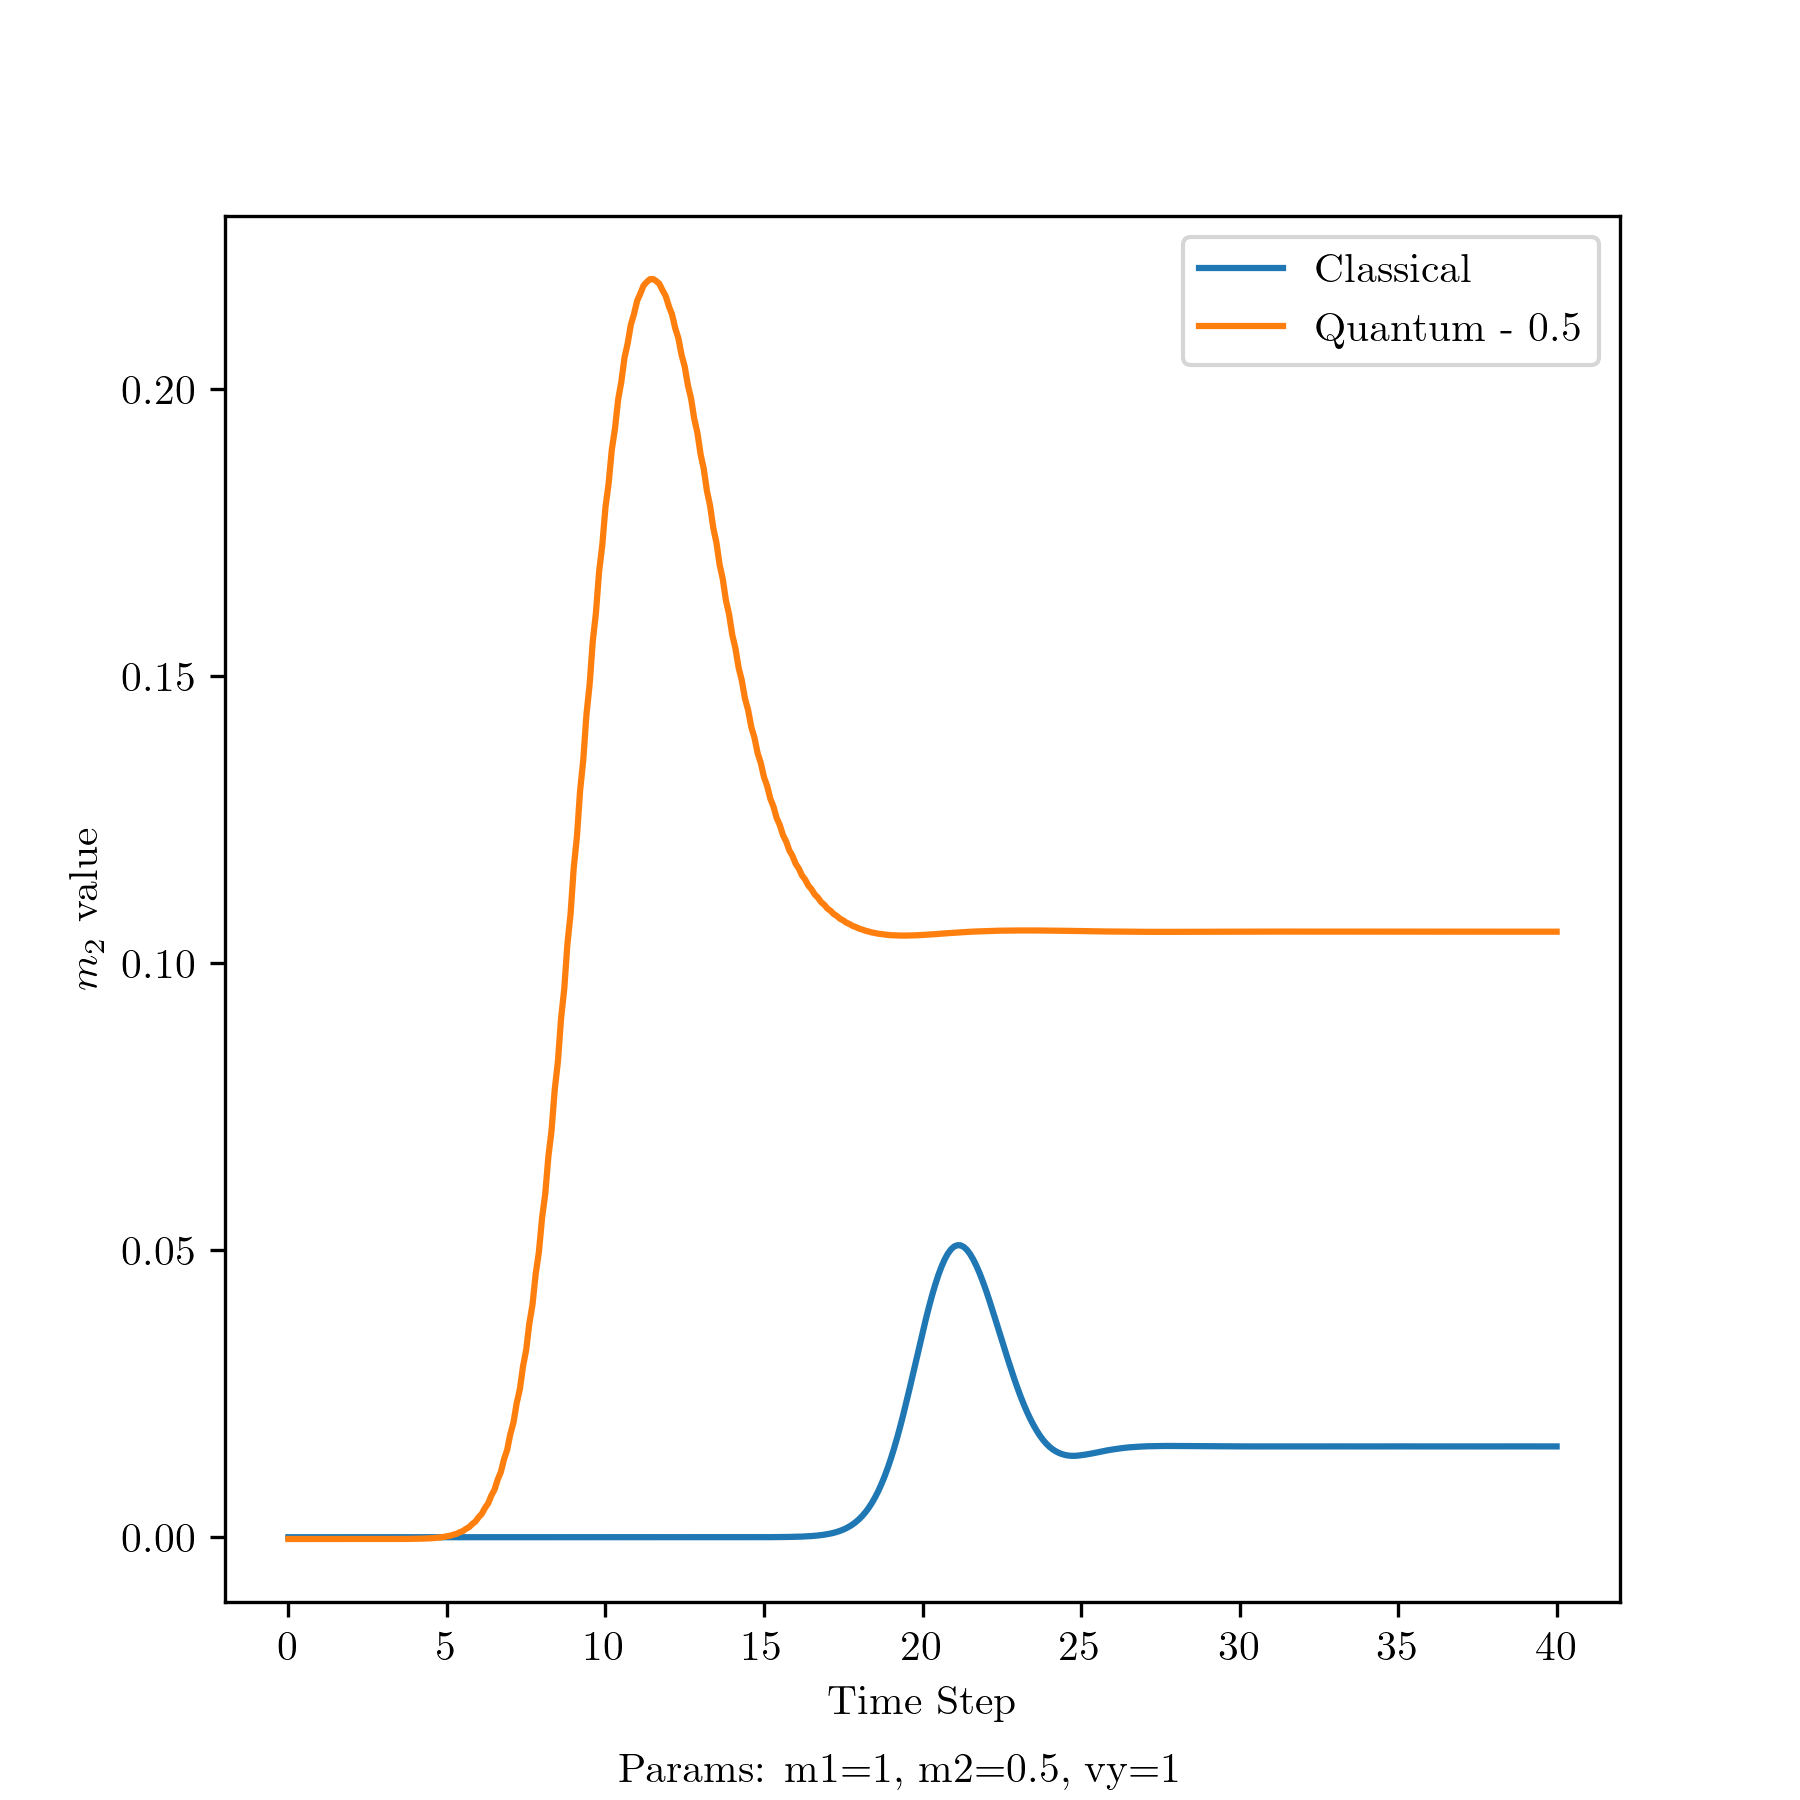 Classical
Quantum - 0.5
0.20
0.15
0.10
0.05
0.00
m₂ value
0 5 10 15 20 25 30 35 40
Time Step
Params: m1=1, m2=0.5, vy=1